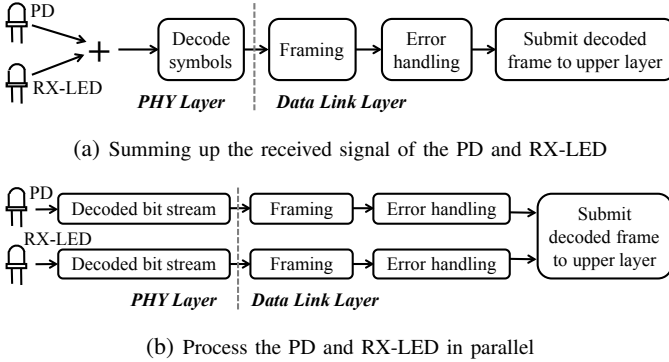 PD
RX-LED
+
Decode
symbols
Framing
Error
handling
Submit decoded
frame to upper layer
PHY Layer
Data Link Layer
(a) Summing up the received signal of the PD and RX-LED
PD
Decoded bit stream
Framing
Error handling
RX-LED
Decoded bit stream
Framing
Error handling
Submit
decoded frame
to upper layer
PHY Layer
Data Link Layer
(b) Process the PD and RX-LED in parallel